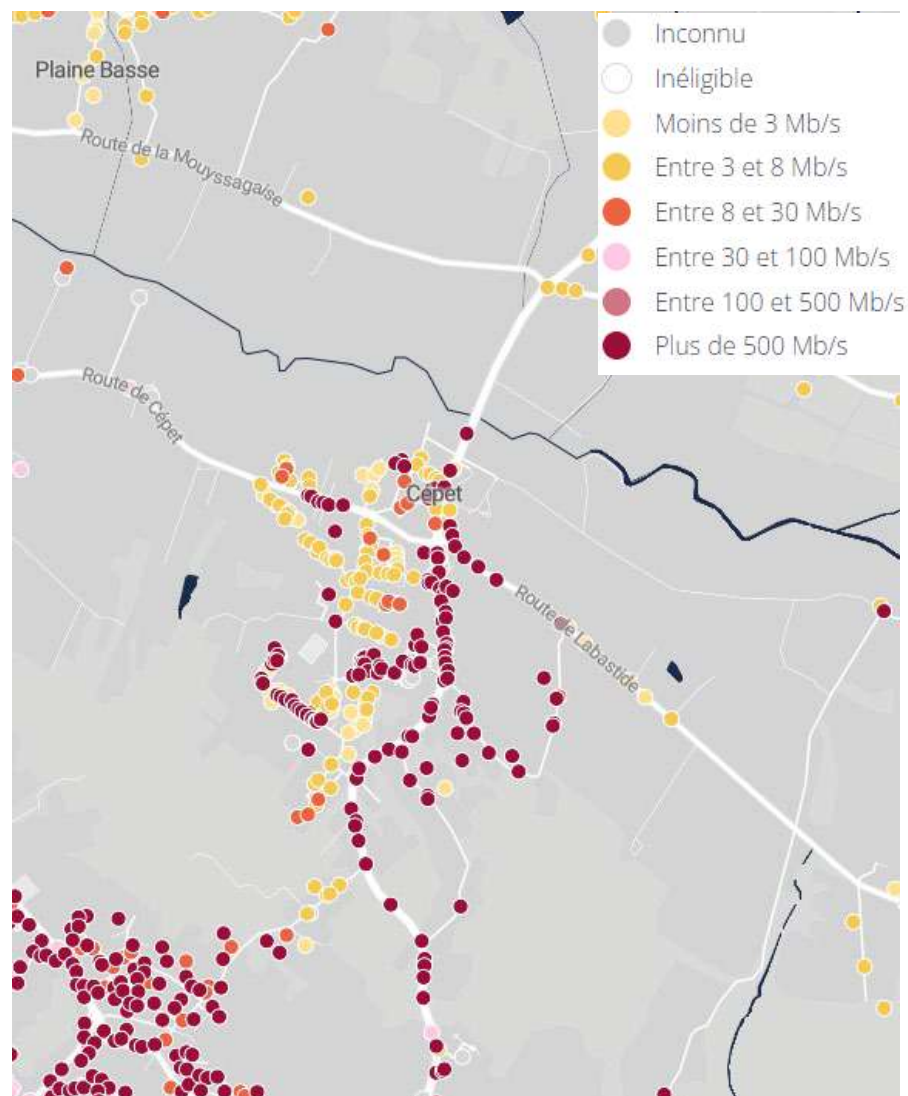 Inconnu
Inéligible
Plaine Basse
Moins de 3 Mb/s
Route de la Mouyssagaise
Entre 3 et 8 Mb/s
Entre 8 et 30 Mb/s
Entre 30 et 100 Mb/s
Entre 100 et 500 Mb/s
Plus de 500 Mb/s
Route de Cépet
Cépet
Route de Labastide